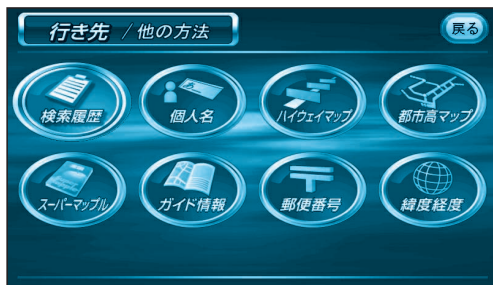 行き先 / 他の方法
戻る
検索履歴
個人名
ハイウェイマップ
都市高マップ
スーパーマップル
ガイド情報
郵便番号
緯度経度